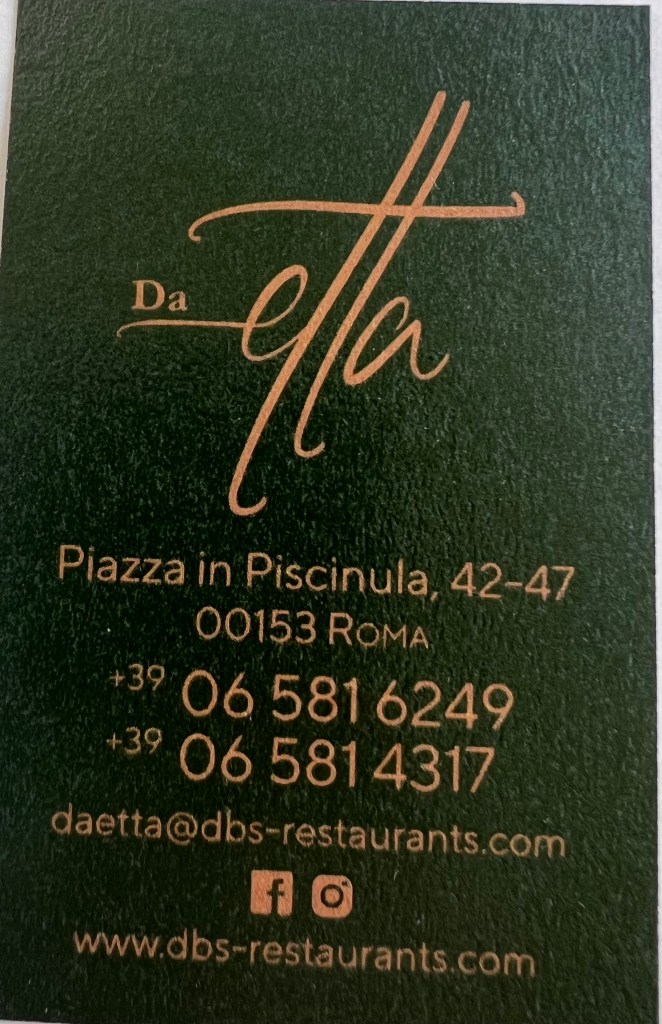 Da etta
Piazza in Piscinula, 42-47
00153 ROMA
+39 06 581 6249
+39 06 581 4317
daetta@dbs-restaurants.com
www.dbs-restaurants.com